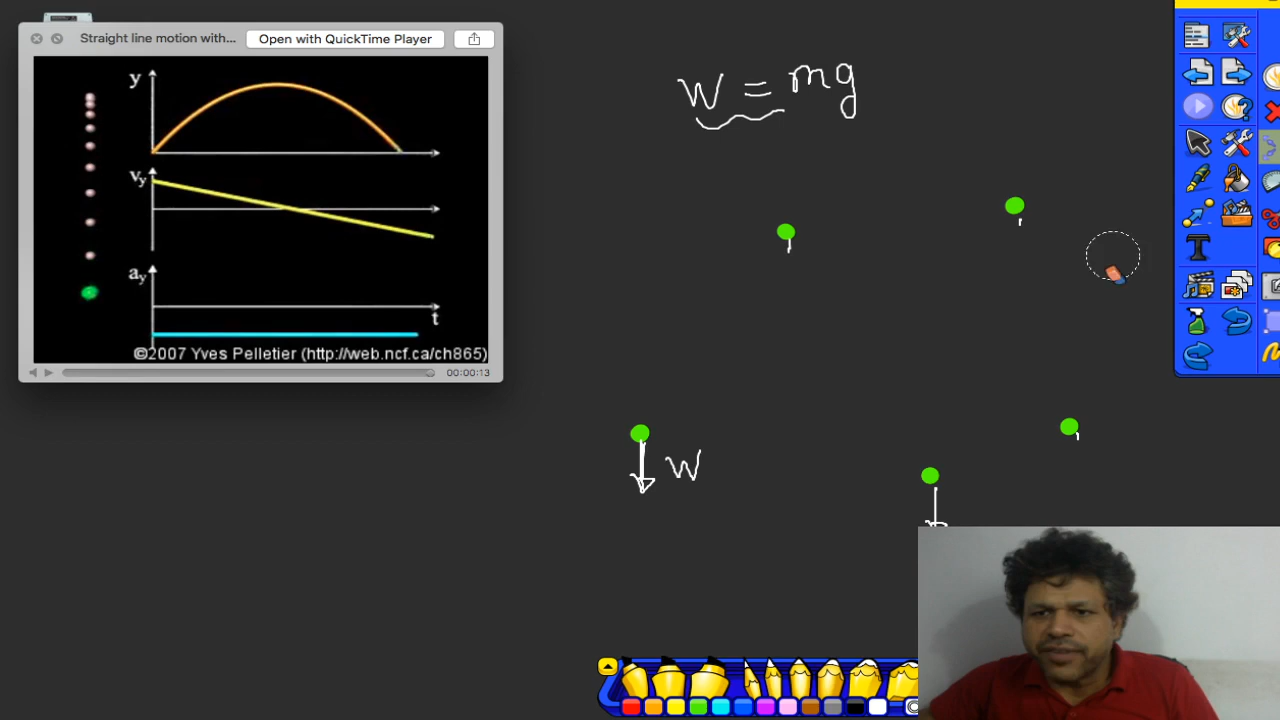 Straight line motion with...
Open with QuickTime Player
y
vy
ay
t
©2007 Yves Pelletier (http://web.ncf.ca/ch865)
00:00:13
W = mg
W
T